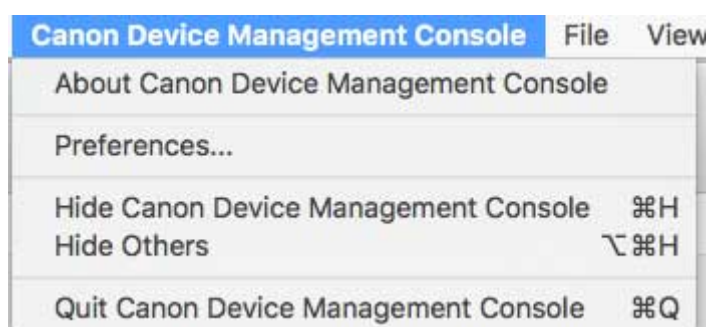 Canon Device Management Console File View
About Canon Device Management Console
Preferences...
Hide Canon Device Management Console ⌘H
Hide Others ⌥⌘H
Quit Canon Device Management Console ⌘Q